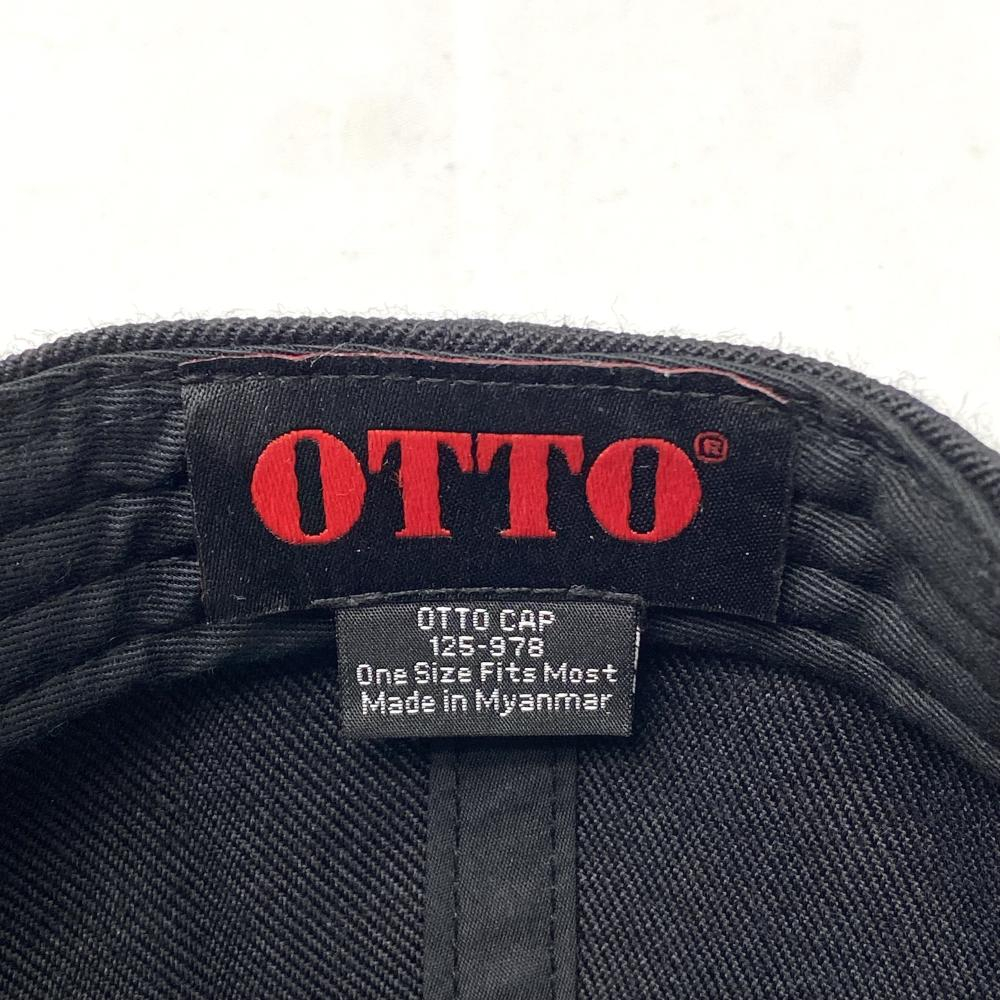 OTTO®
OTTO CAP
125-978
One Size Fits Most
Made in Myanmar